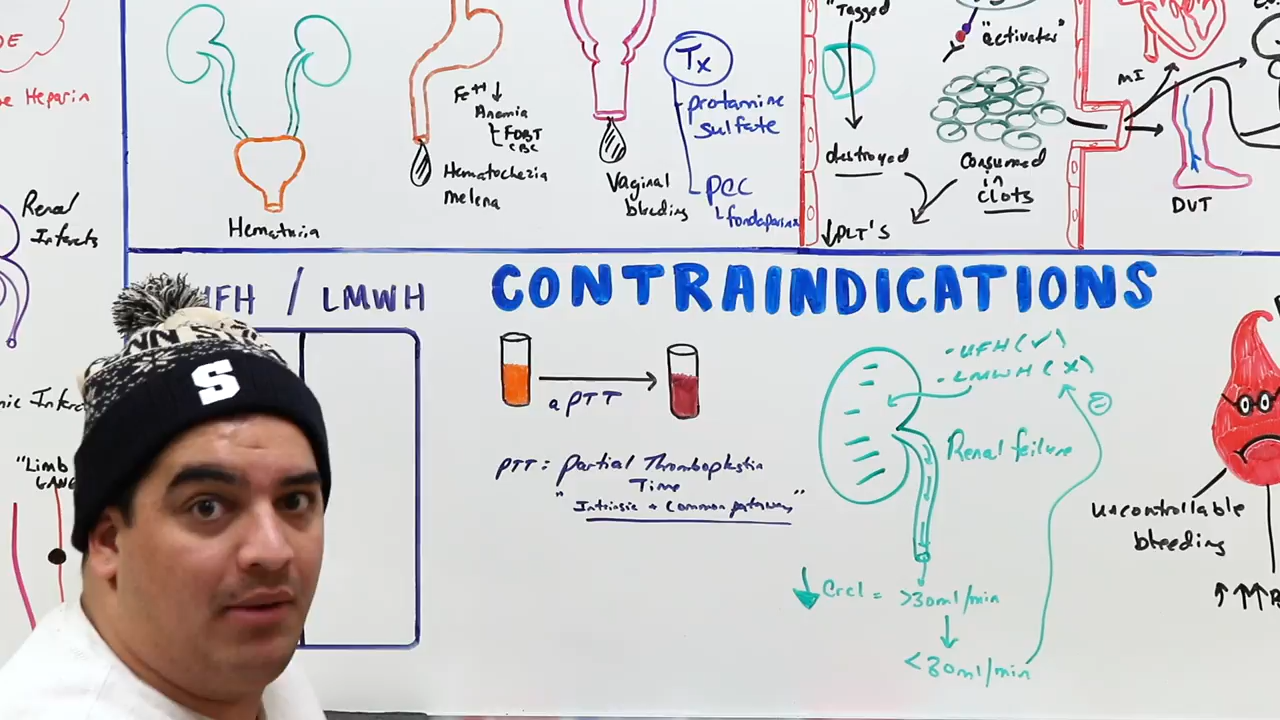 Heparin
Renal
Infarcts
"Limb
Hematuria
Fe++ ↓
Anemia
FOBT
CBC
Hematochezia
melena
Vaginal
bleeding
Tx
protamine
sulfate
PCC
↳ fondaparinux
"Tagged
destroyed
↓PLT'S
"activates"
Consumed
in
clots
MI
DVT
UFH / LMWH
CONTRAINDICATIONS
S
aPTT
PTT: Partial Thromboplastin
Time
"Intrinsic + Common pathway"
- UFH (✓)
- LMWH (x)
Renal failure
↓ Crcl = >30ml/min
<30ml/min
uncontrollable
bleeding